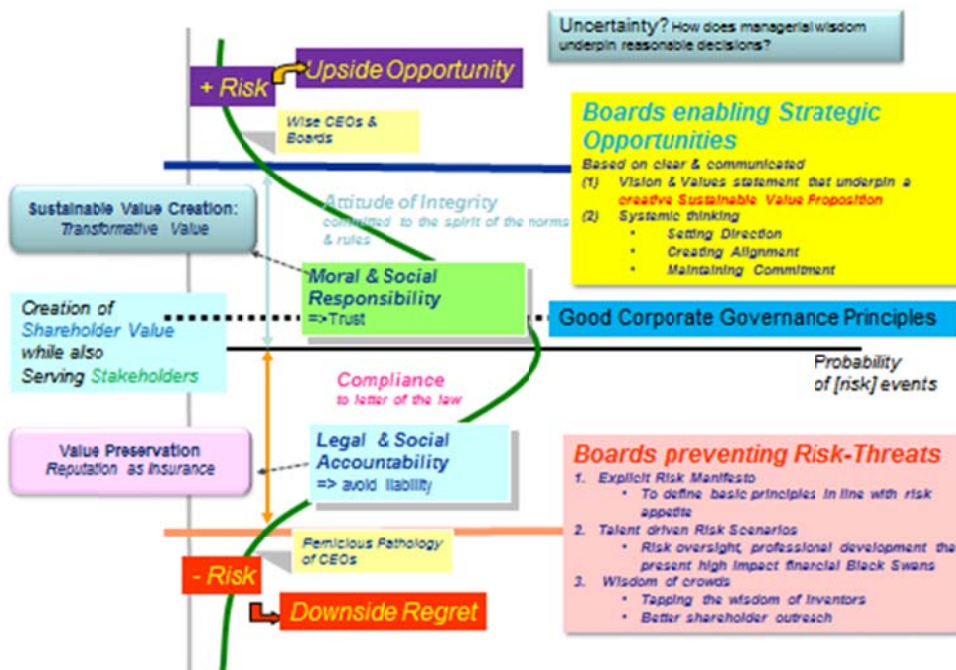 Uncertainty? How does managerial wisdom
underpin reasonable decisions?
+ Risk
Upside Opportunity
Wise CEOs &
Boards
Boards enabling Strategic
Opportunities
Based on clear & communicated
(1) Vision & Values statement that underpin a
creative Sustainable Value Proposition
(2) Systemic thinking
• Setting Direction
• Creating Alignment
• Maintaining Commitment
Sustainable Value Creation:
Transformative Value
Attitude of Integrity
committed to the spirit of the norms
& rules
Moral & Social
Responsibility
=>Trust
Creation of
Shareholder Value
while also
Serving Stakeholders
Good Corporate Governance Principles
Probability
of [risk] events
Compliance
to letter of the law
Value Preservation
Reputation as Insurance
Legal & Social
Accountability
=> avoid liability
Boards preventing Risk-Threats
1. Explicit Risk Manifesto
• To define basic principles in line with risk
appetite
2. Talent driven Risk Scenarios
• Risk oversight, professional development tha
present high impact financial Black Swans
3. Wisdom of crowds
• Tapping the wisdom of inventors
• Better shareholder outreach
Pernicious Pathology
of CEOs
- Risk
Downside Regret